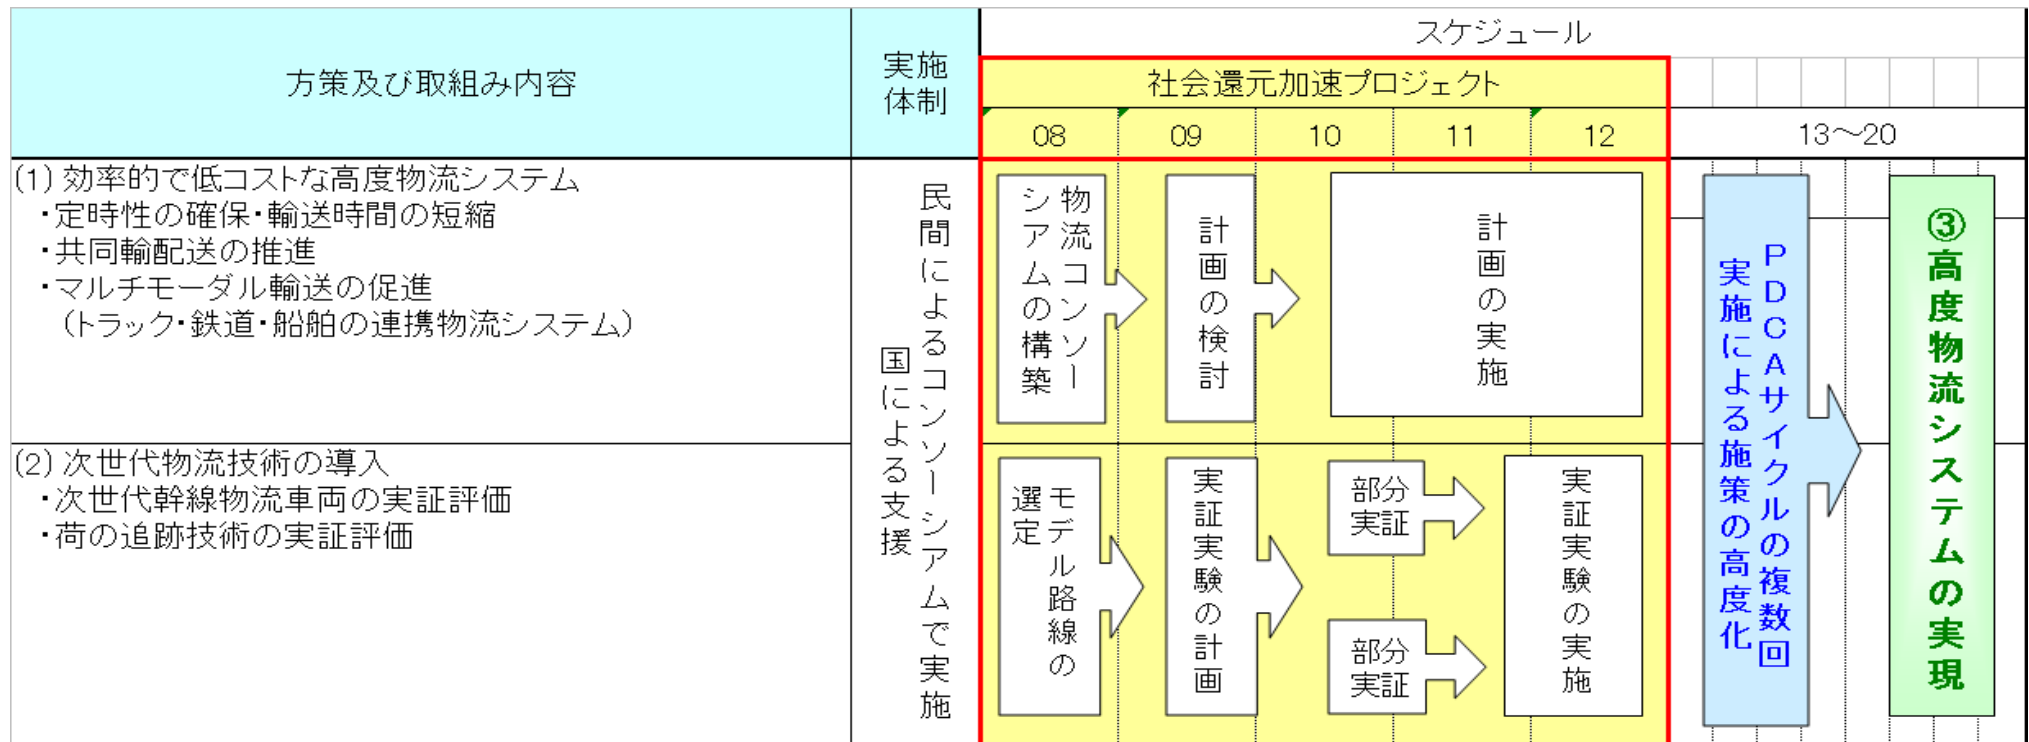 方策及び取組み内容
実施
体制
スケジュール
社会還元加速プロジェクト
08
09
10
11
12
13～20
(1) 効率的で低コストな高度物流システム
・定時性の確保・輸送時間の短縮
・共同輸配送の推進
・マルチモーダル輸送の促進
（トラック・鉄道・船舶の連携物流システム）
(2) 次世代物流技術の導入
・次世代幹線物流車両の実証評価
・荷の追跡技術の実証評価
民間によるコンソーシアムで実施
国による支援
物流コンソー
シアムの構築
計画の検討
計画の実施
モデル路線の
選定
実証実験の計画
部分
実証
部分
実証
実証実験の実施
PDCAサイクルの複数回
実施による施策の高度化
③高度物流システムの実現